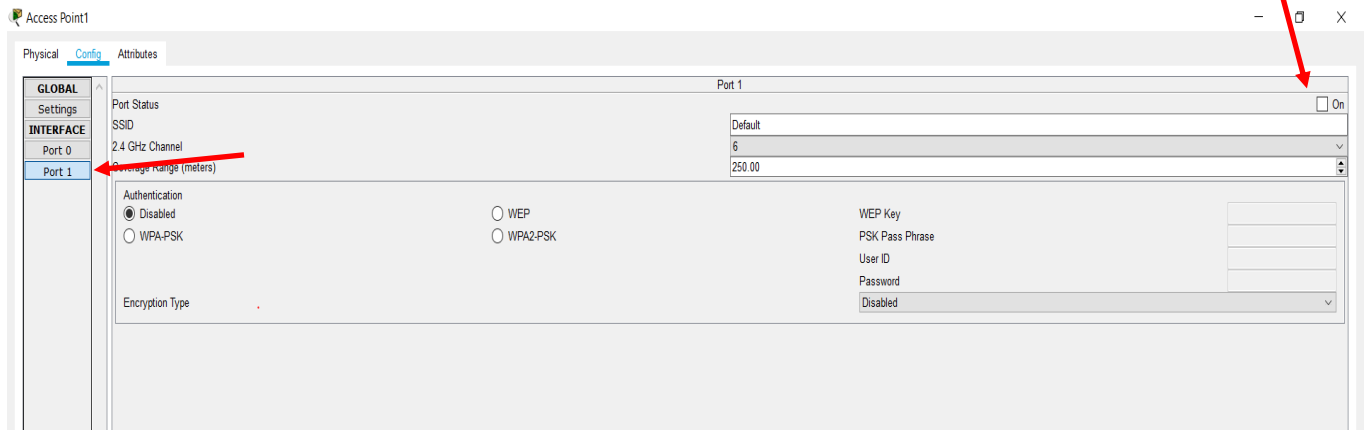 Access Point1
Physical Config Attributes
GLOBAL
Settings
INTERFACE
Port 0
Port 1
Port 1
Port Status On
SSID Default
2.4 GHz Channel 6
Coverage Range (meters) 250.00
Authentication
Disabled WEP WEP Key
WPA-PSK WPA2-PSK PSK Pass Phrase
User ID
Password
Encryption Type Disabled